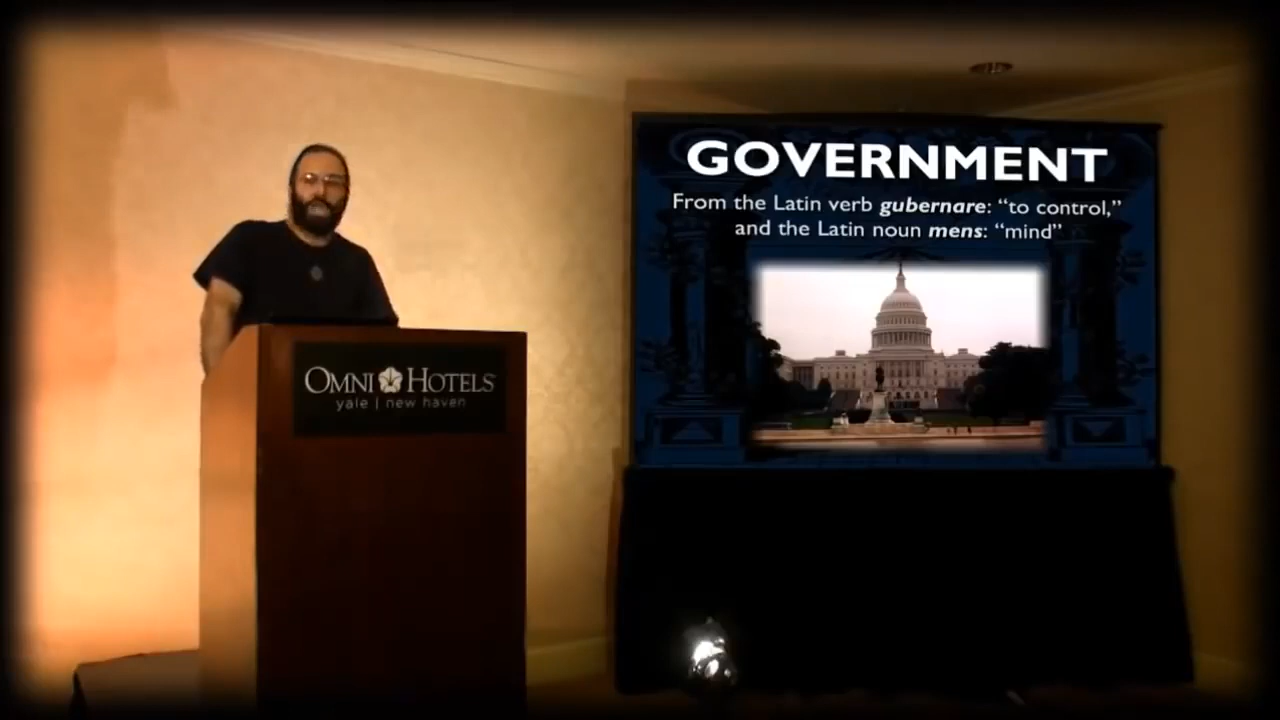 GOVERNMENT
From the Latin verb gubernare: “to control,”
and the Latin noun mens: “mind”
OMNI HOTELS
yale | new haven